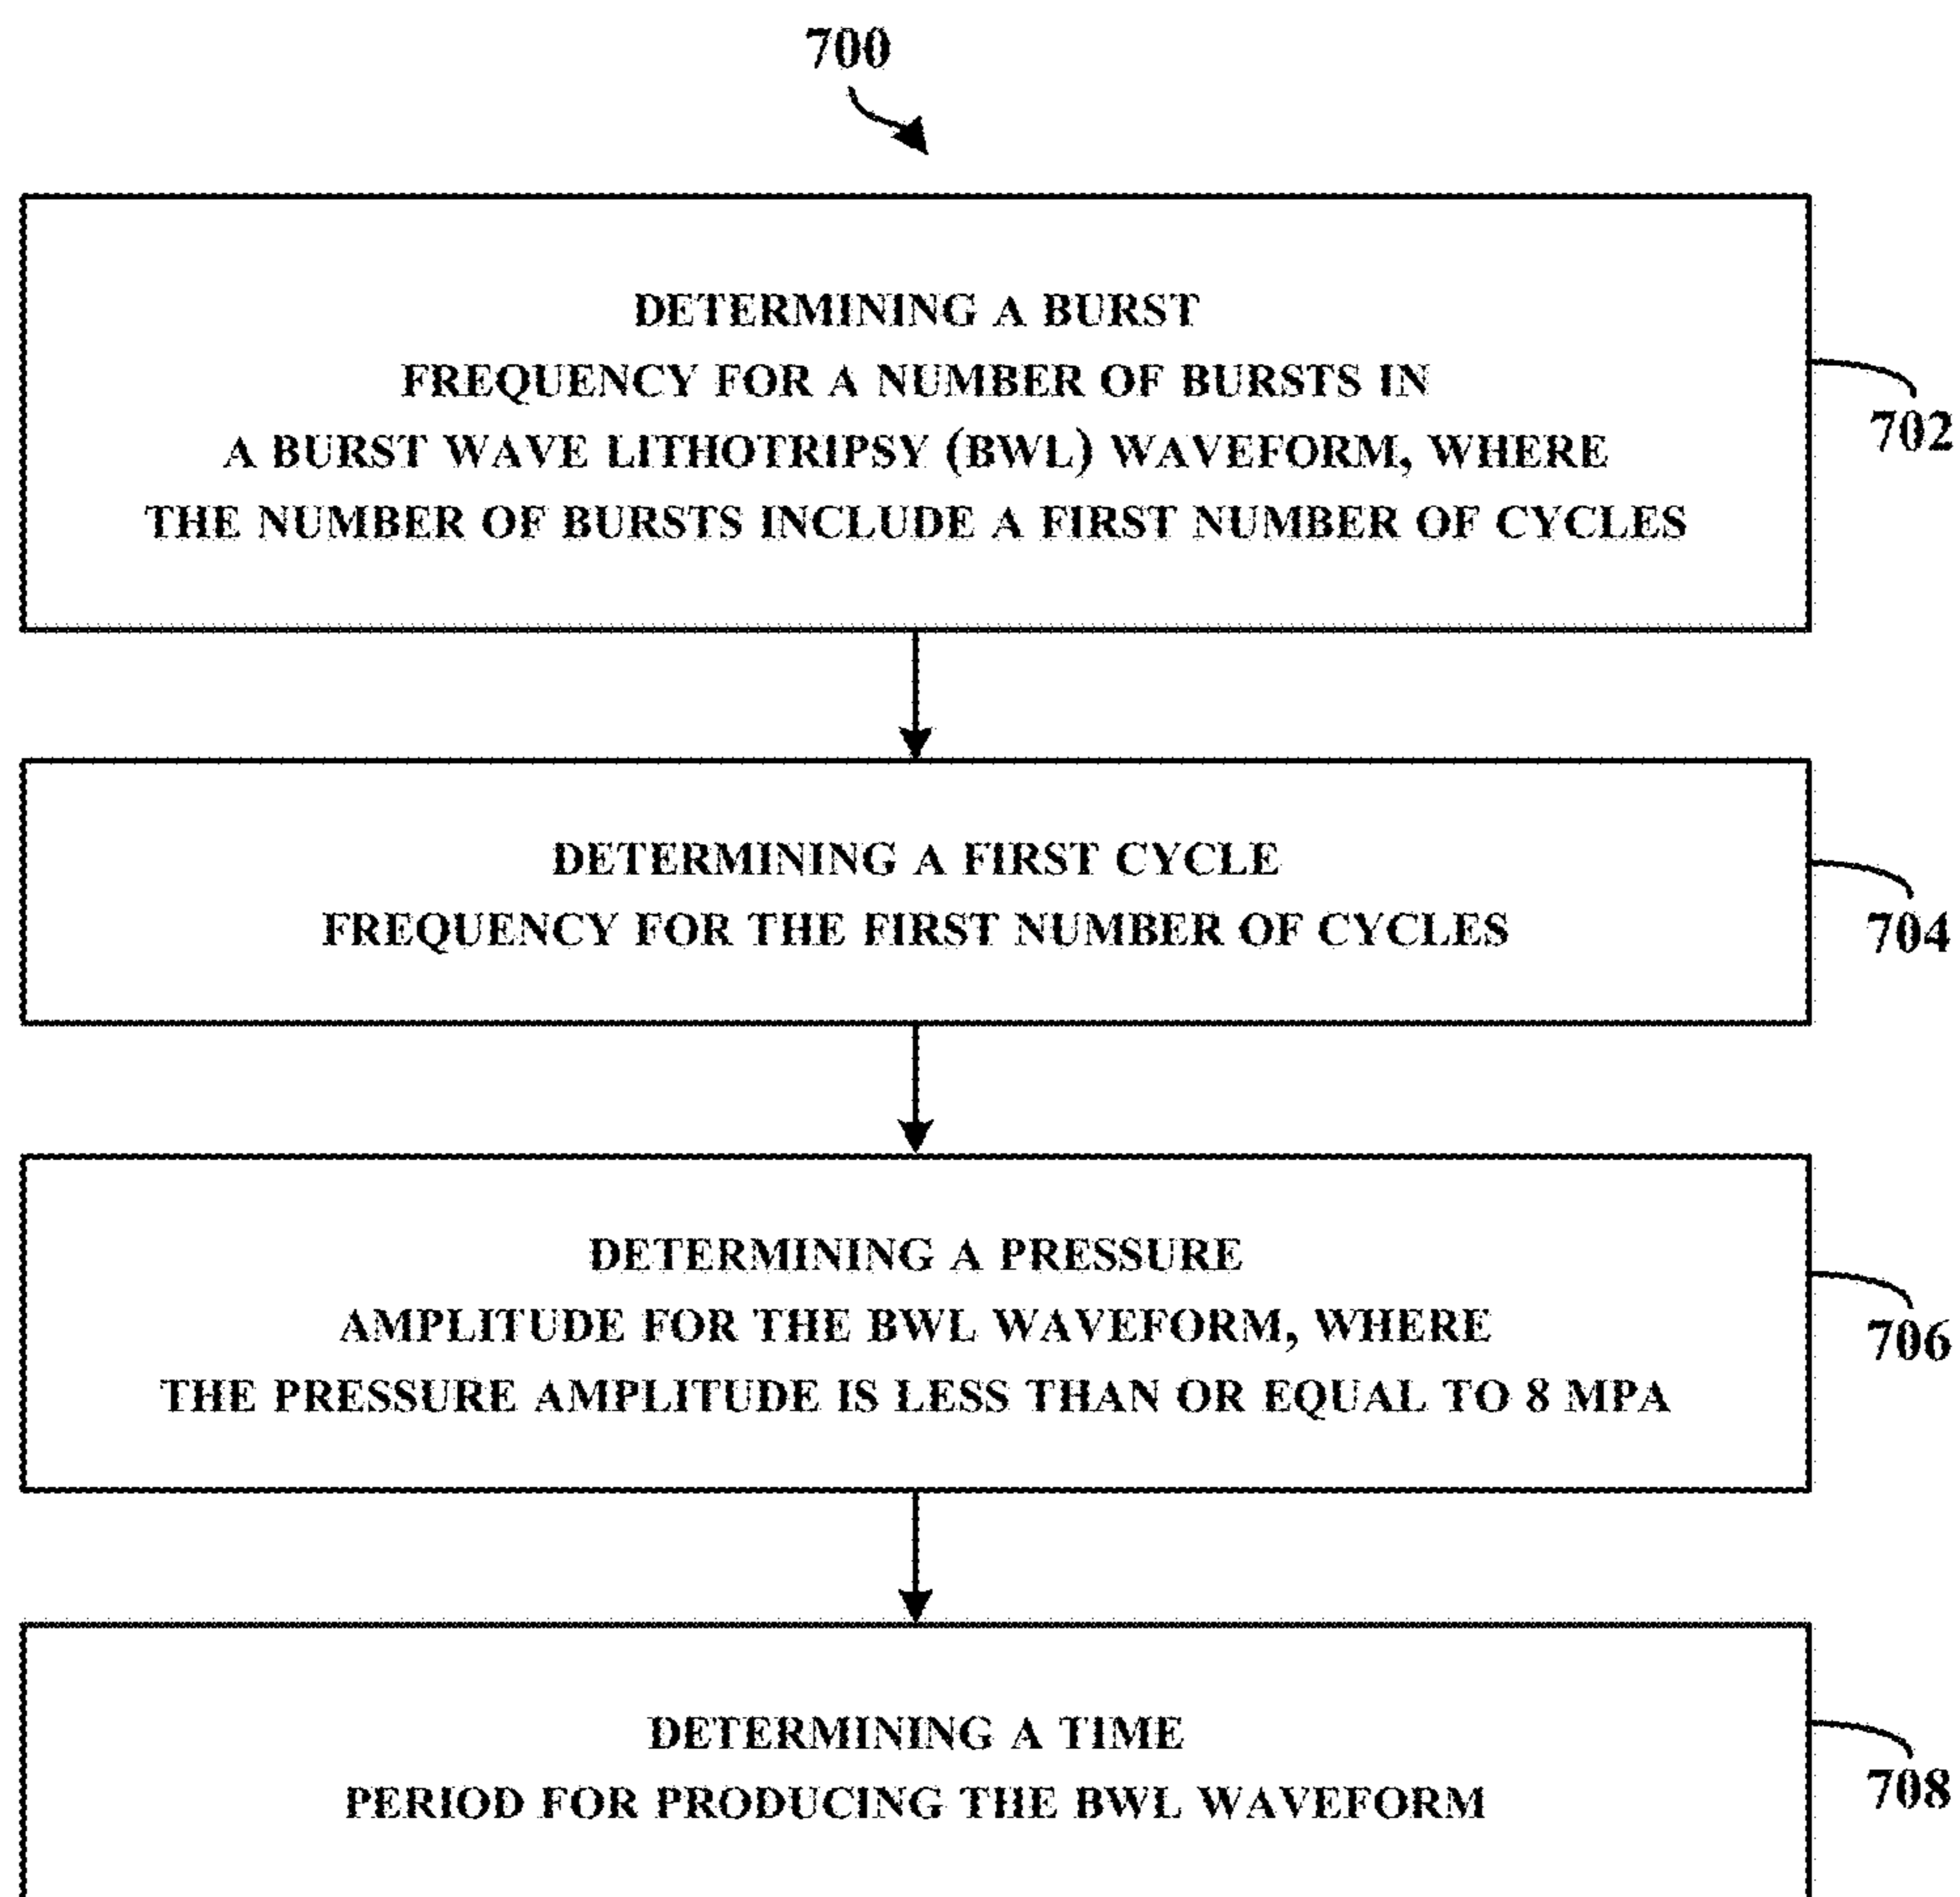 700
DETERMINING A BURST
FREQUENCY FOR A NUMBER OF BURSTS IN
A BURST WAVE LITHOTRIPSY (BWL) WAVEFORM, WHERE
THE NUMBER OF BURSTS INCLUDE A FIRST NUMBER OF CYCLES
702
DETERMINING A FIRST CYCLE
FREQUENCY FOR THE FIRST NUMBER OF CYCLES
704
DETERMINING A PRESSURE
AMPLITUDE FOR THE BWL WAVEFORM, WHERE
THE PRESSURE AMPLITUDE IS LESS THAN OR EQUAL TO 8 MPA
706
DETERMINING A TIME
PERIOD FOR PRODUCING THE BWL WAVEFORM
708